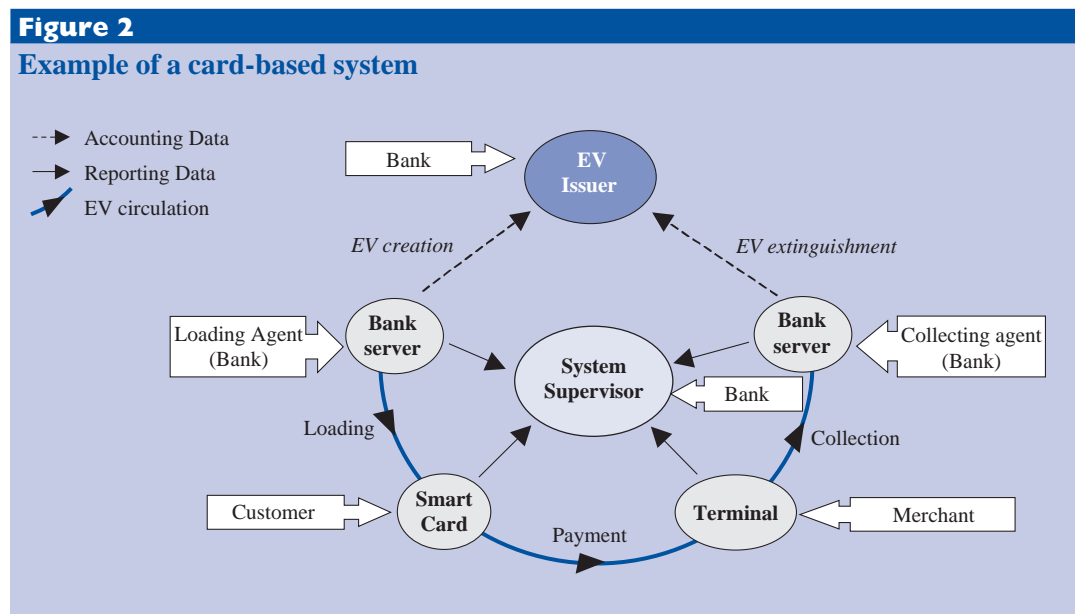 Figure 2
Example of a card-based system
Accounting Data
Reporting Data
EV circulation
Bank
EV
Issuer
EV creation
EV extinguishment
Loading Agent
(Bank)
Bank
server
System
Supervisor
Bank
Bank
server
Collecting agent
(Bank)
Loading
Collection
Customer
Smart
Card
Payment
Terminal
Merchant